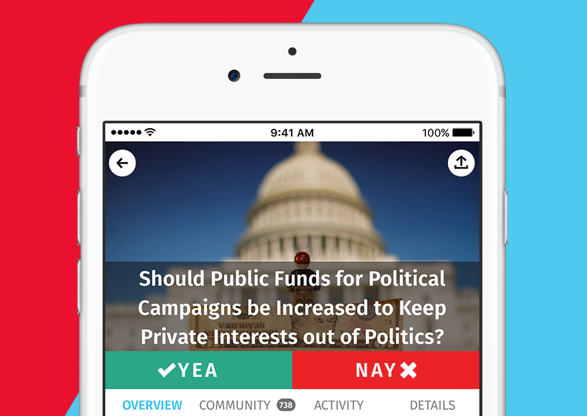 9:41 AM 100%
Should Public Funds for Political
Campaigns be Increased to Keep
Private Interests out of Politics?
YEA NAY
OVERVIEW COMMUNITY 738 ACTIVITY DETAILS